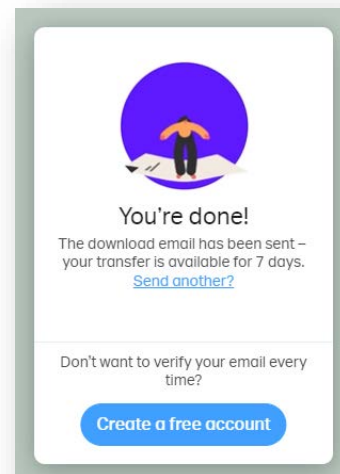 You're done!
The download email has been sent –
your transfer is available for 7 days.
Send another?
Don't want to verify your email every
time?
Create a free account